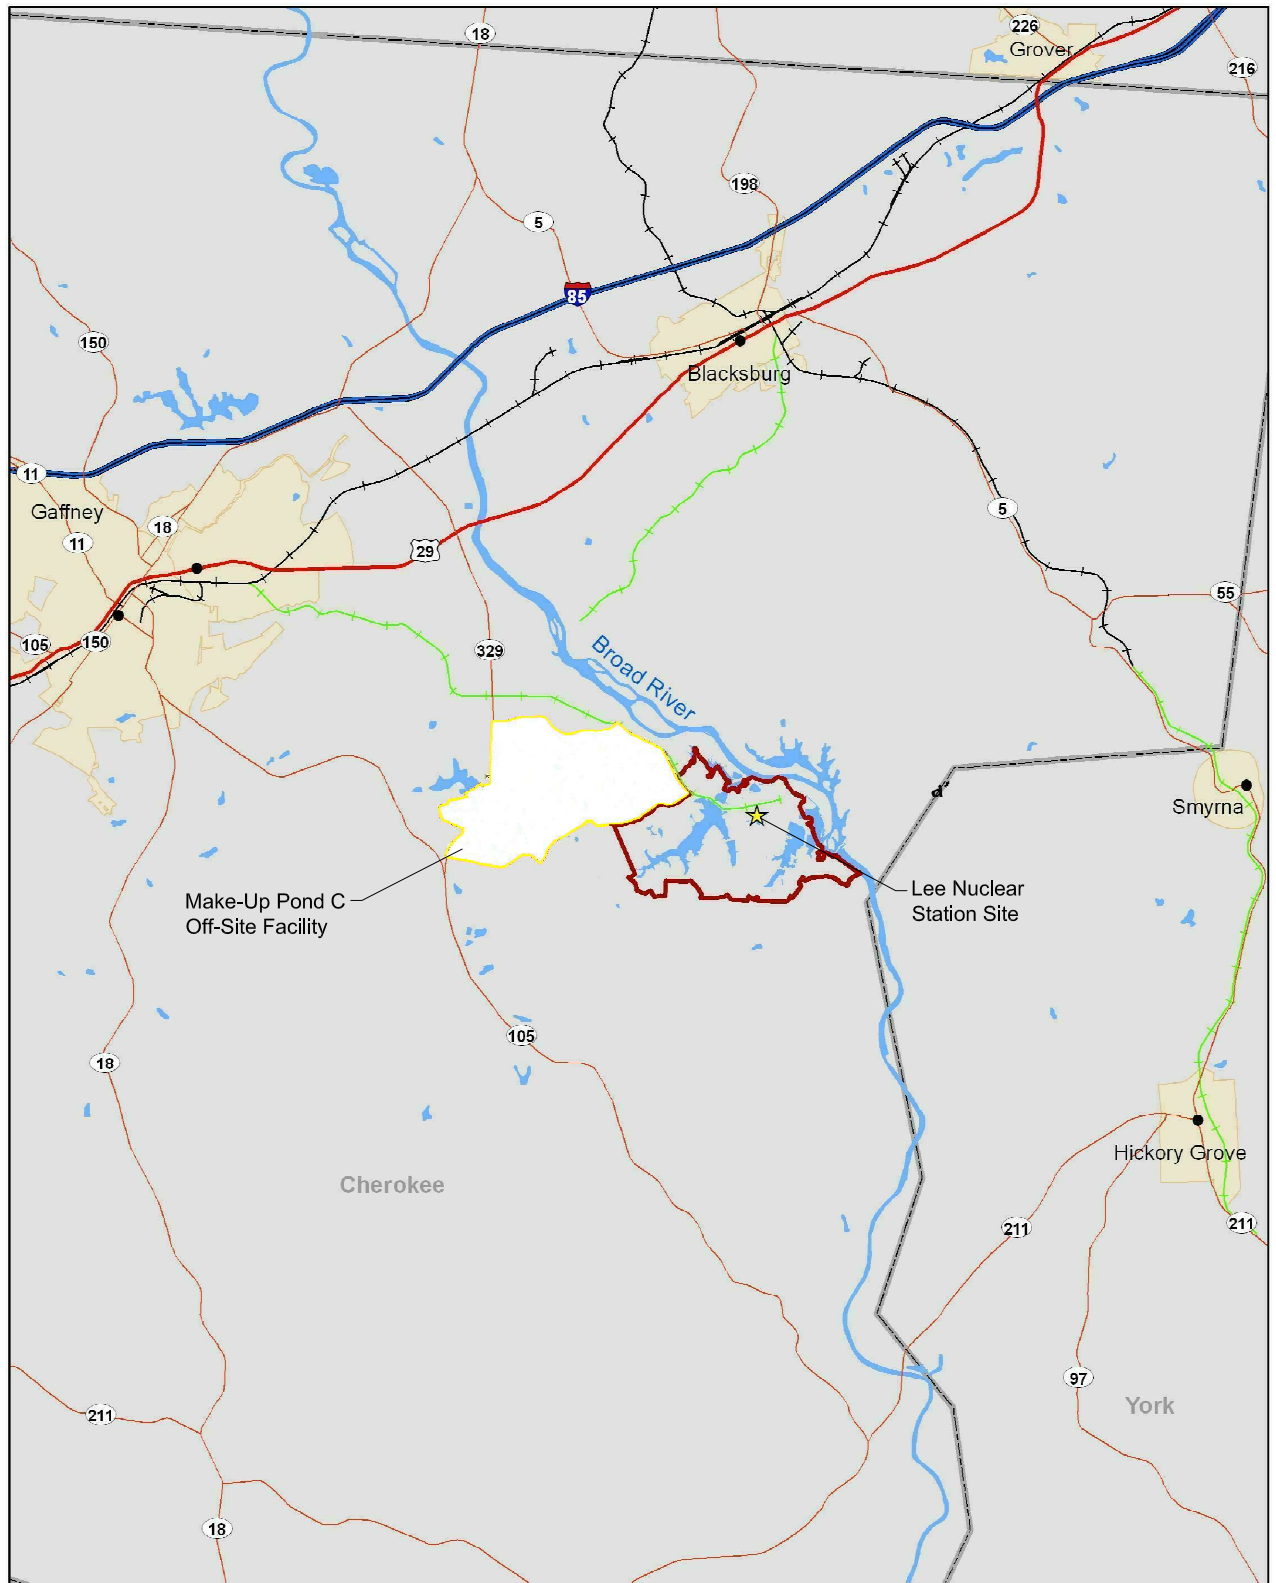 226
18
Grover
216
198
5
85
150
Blacksburg
11
Gaffney
18
5
11
29
55
105
150
329
Broad River
Smyrna
Make-Up Pond C
Off-Site Facility
Lee Nuclear
Station Site
105
18
Hickory Grove
Cherokee
211
211
97
York
211
18